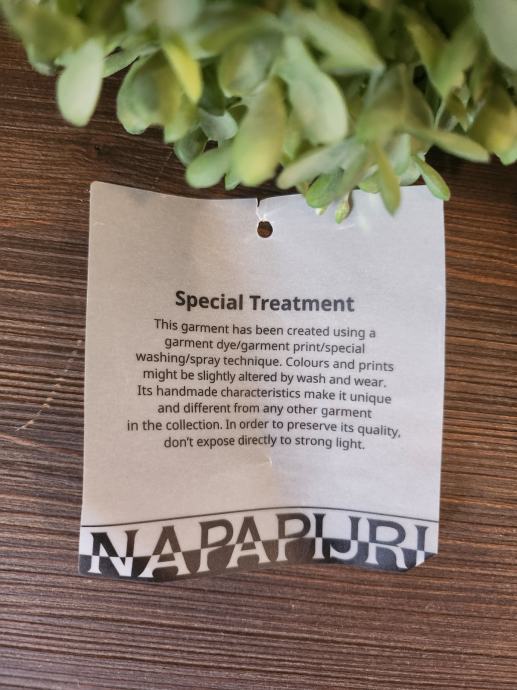 Special Treatment
This garment has been created using a
garment dye/garment print/special
washing/spray technique. Colours and prints
might be slightly altered by wash and wear.
Its handmade characteristics make it unique
and different from any other garment
in the collection. In order to preserve its quality,
don't expose directly to strong light.
NAPAPIJRI